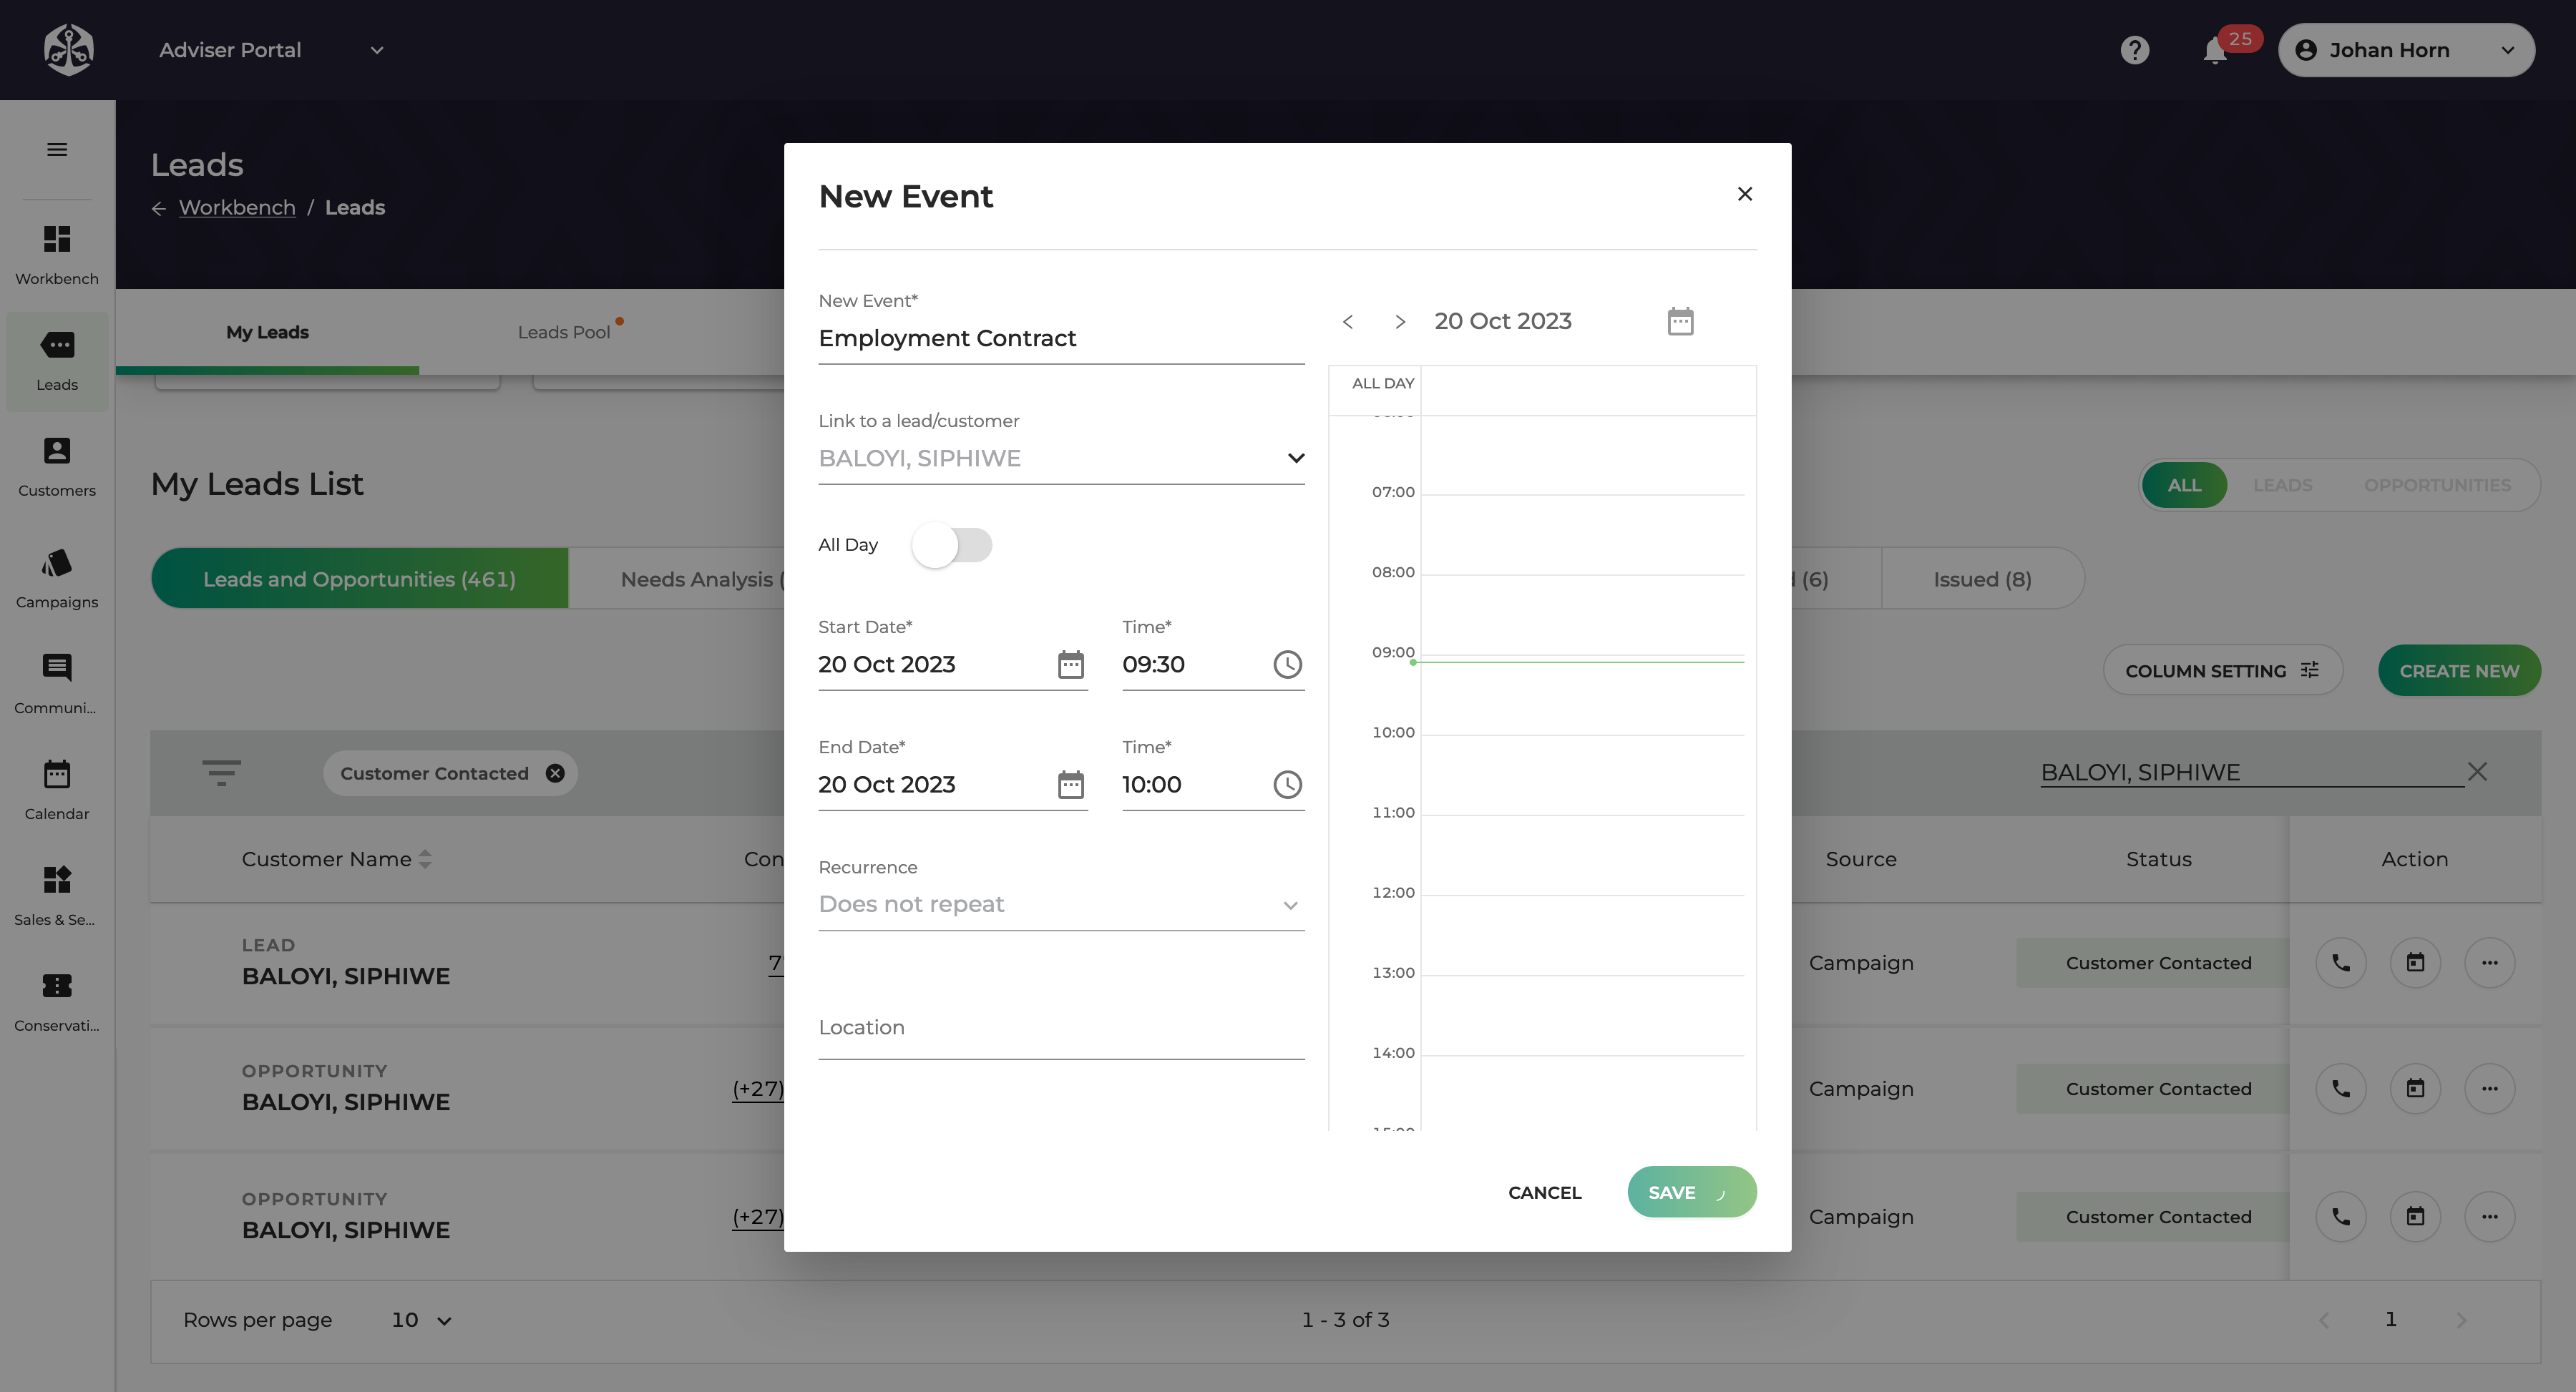 Adviser Portal
25
Johan Horn
Leads
Workbench / Leads
Workbench
Leads
Customers
Campaigns
Communi...
Calendar
Sales & Se...
Conservati...
My Leads
Leads Pool
My Leads List
ALL
LEADS
OPPORTUNITIES
Leads and Opportunities (461)
Needs Analysis (
(6)
Issued (8)
COLUMN SETTING
CREATE NEW
Customer Contacted
BALOYI, SIPHIWE
Customer Name
Con
Source
Status
Action
LEAD
BALOYI, SIPHIWE
7
Campaign
Customer Contacted
OPPORTUNITY
BALOYI, SIPHIWE
(+27)
Campaign
Customer Contacted
OPPORTUNITY
BALOYI, SIPHIWE
(+27)
Campaign
Customer Contacted
Rows per page
10
1 - 3 of 3
1
New Event
New Event*
Employment Contract
Link to a lead/customer
BALOYI, SIPHIWE
All Day
Start Date*
20 Oct 2023
Time*
09:30
End Date*
20 Oct 2023
Time*
10:00
Recurrence
Does not repeat
Location
20 Oct 2023
ALL DAY
07:00
08:00
09:00
10:00
11:00
12:00
13:00
14:00
CANCEL
SAVE